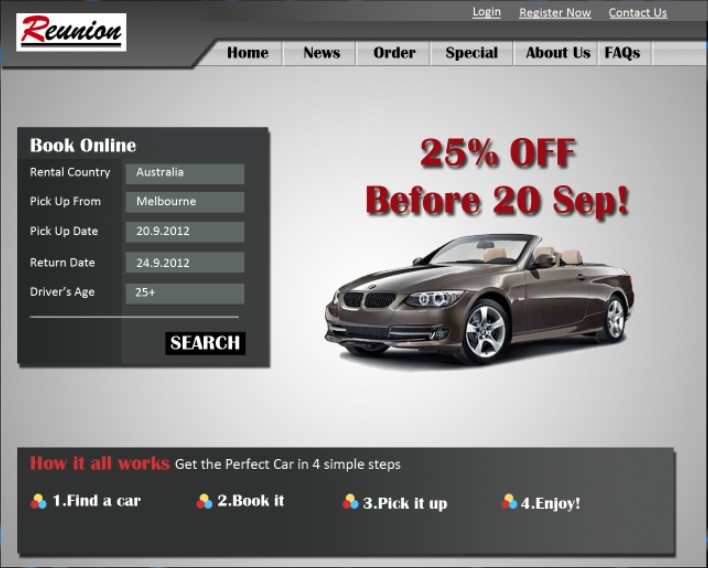 Login Register Now Contact Us
Reunion
Home News Order Special About Us FAQs
Book Online
Rental Country Australia
Pick Up From Melbourne
Pick Up Date 20.9.2012
Return Date 24.9.2012
Driver's Age 25+
SEARCH
25% OFF
Before 20 Sep!
How it all works Get the Perfect Car in 4 simple steps
1.Find a car 2.Book it 3.Pick it up 4.Enjoy!